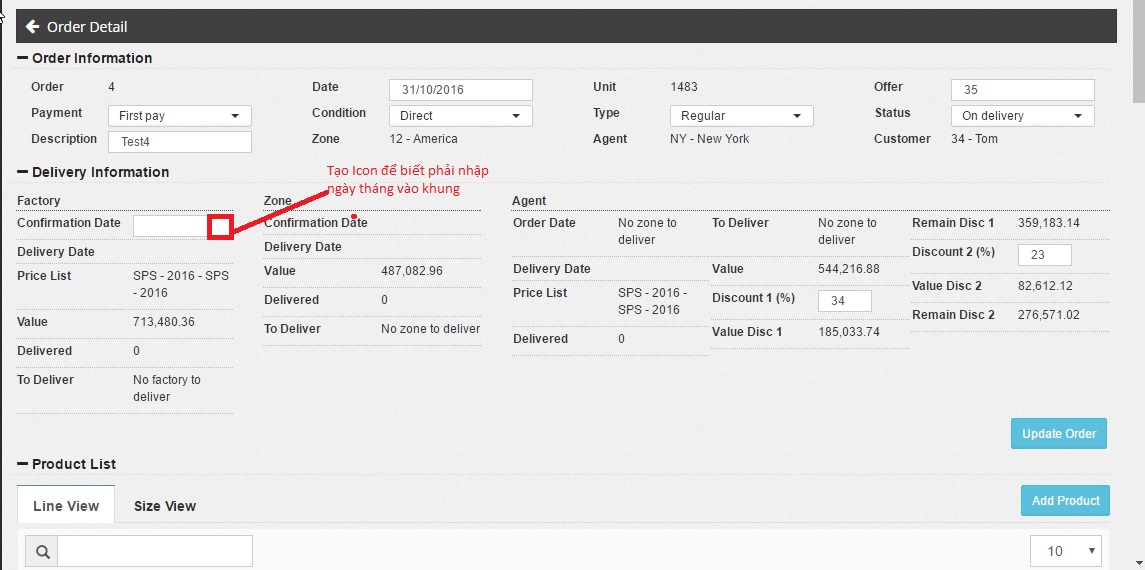 Order Detail
Order Information
Order 4 Date 31/10/2016 Unit 1483 Offer 35
Payment First pay Condition Direct Type Regular Status On delivery
Description Test4 Zone 12 - America Agent NY - New York Customer 34 - Tom
Delivery Information
Tạo Icon để biết phải nhập
ngày tháng vào khung
Factory
Confirmation Date
Delivery Date
Price List SPS - 2016 - SPS
- 2016
Value 713,480.36
Delivered 0
To Deliver No factory to
deliver
Zone
Confirmation Date
Delivery Date
Value 487,082.96
Delivered 0
To Deliver No zone to deliver
Agent
Order Date No zone to
deliver
Delivery Date
Price List SPS - 2016 -
SPS - 2016
Delivered 0
To Deliver No zone to
deliver
Value 544,216.88
Discount 1 (%) 34
Value Disc 1 185,033.74
Remain Disc 1 359,183.14
Discount 2 (%) 23
Value Disc 2 82,612.12
Remain Disc 2 276,571.02
Update Order
Product List
Line View Size View Add Product
10